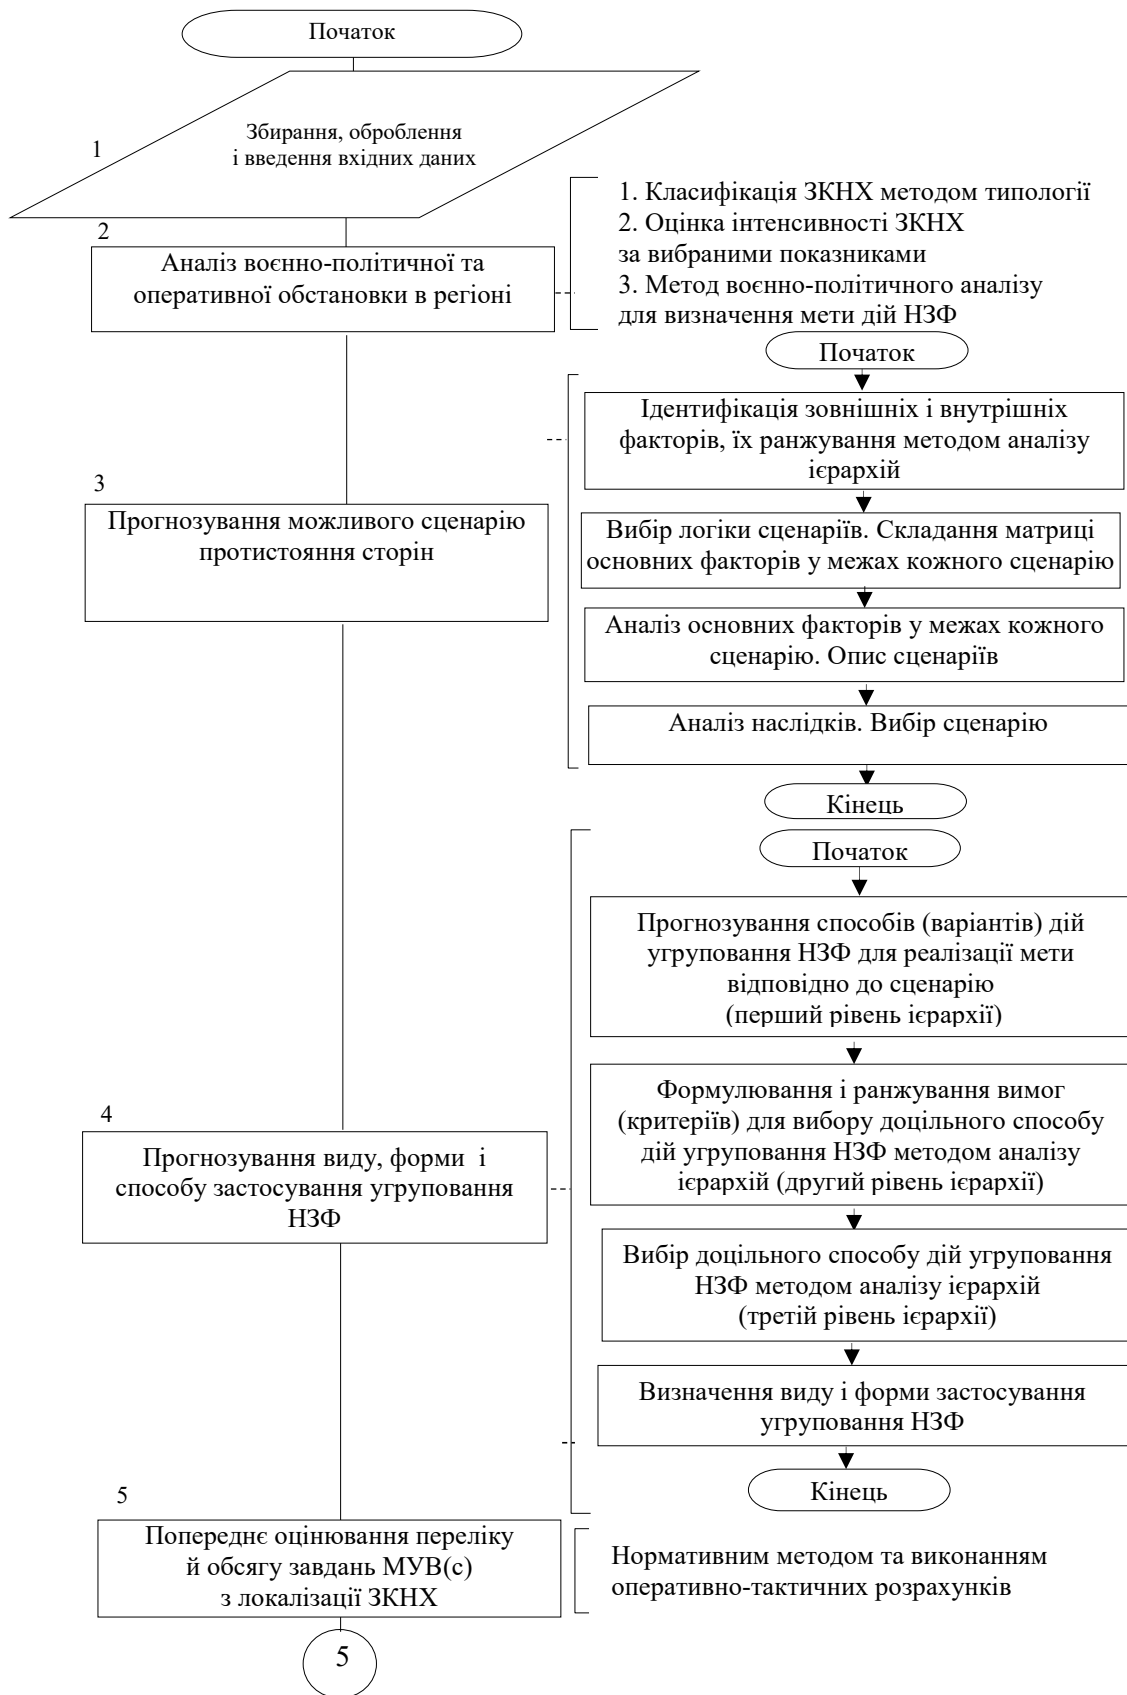 Початок
1
Збирання, оброблення
і введення вхідних даних
2
Аналіз воєнно-політичної та
оперативної обстановки в регіоні
1. Класифікація ЗКНХ методом типології
2. Оцінка інтенсивності ЗКНХ
за вибраними показниками
3. Метод воєнно-політичного аналізу
для визначення мети дій НЗФ
3
Прогнозування можливого сценарію
протистояння сторін
Початок
Ідентифікація зовнішніх і внутрішніх
факторів, їх ранжування методом аналізу
ієрархій
Вибір логіки сценаріїв. Складання матриці
основних факторів у межах кожного сценарію
Аналіз основних факторів у межах кожного
сценарію. Опис сценаріїв
Аналіз наслідків. Вибір сценарію
Кінець
4
Прогнозування виду, форми і
способу застосування угруповання
НЗФ
Початок
Прогнозування способів (варіантів) дій
угруповання НЗФ для реалізації мети
відповідно до сценарію
(перший рівень ієрархії)
Формулювання і ранжування вимог
(критеріїв) для вибору доцільного способу
дій угруповання НЗФ методом аналізу
ієрархій (другий рівень ієрархії)
Вибір доцільного способу дій угруповання
НЗФ методом аналізу ієрархій
(третій рівень ієрархії)
Визначення виду і форми застосування
угруповання НЗФ
Кінець
5
Попереднє оцінювання переліку
й обсягу завдань МУВ(с)
з локалізації ЗКНХ
Нормативним методом та виконанням
оперативно-тактичних розрахунків
5